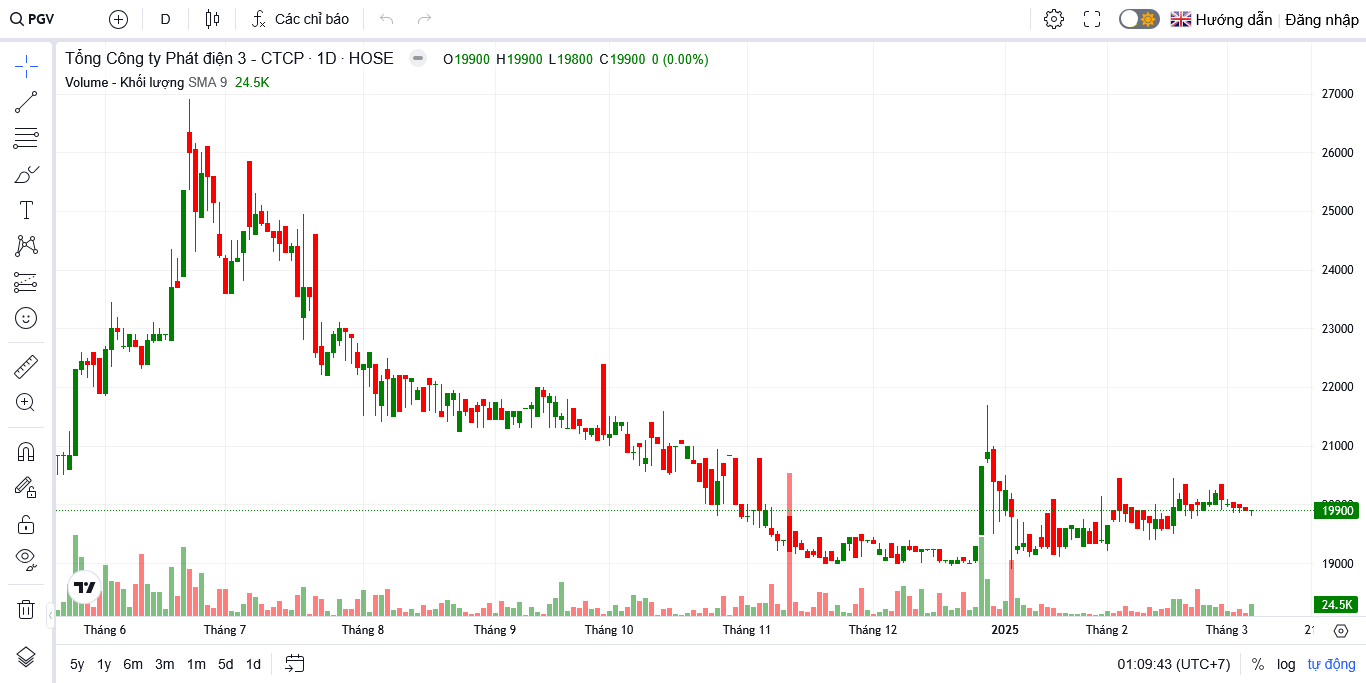 PGV D Các chỉ báo Hướng dẫn Đăng nhập
Tổng Công ty Phát điện 3 - CTCP · 1D · HOSE O19900 H19900 L19800 C19900 0 (0.00%)
Volume - Khối lượng SMA 9 24.5K
27000
26000
25000
24000
23000
22000
21000
19900
19000
24.5K
Tháng 6 Tháng 7 Tháng 8 Tháng 9 Tháng 10 Tháng 11 Tháng 12 2025 Tháng 2 Tháng 3
5y 1y 6m 3m 1m 5d 1d 01:09:43 (UTC+7) % log tự động